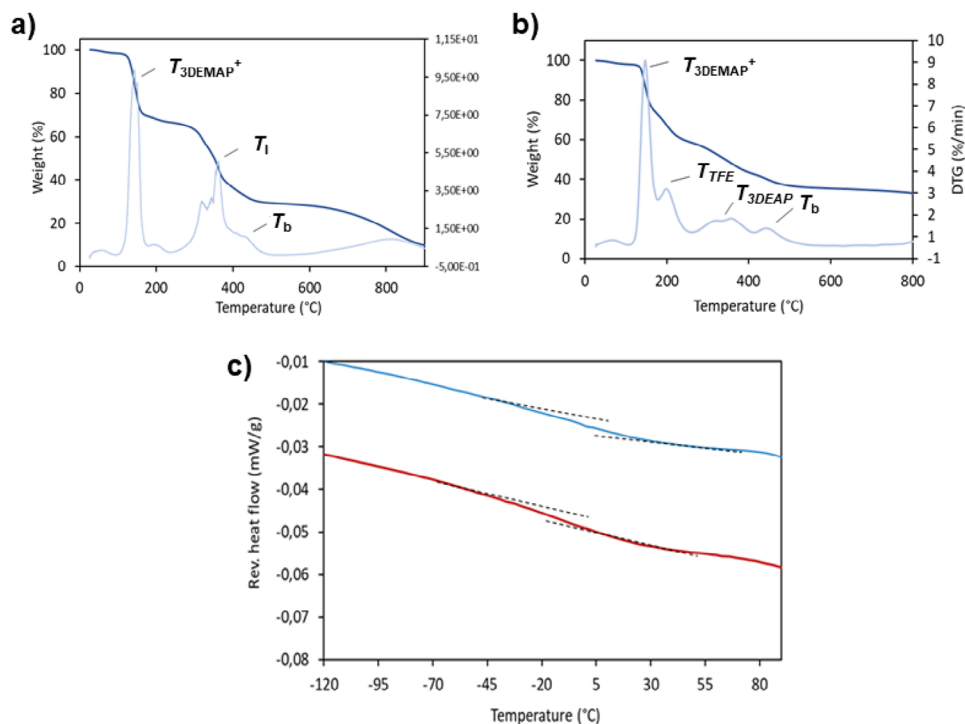 a)
100
80
60
40
20
0
Weight (%)
0
200
400
600
800
Temperature (°C)
1,15E+01
9,50E+00
7,50E+00
5,50E+00
3,50E+00
1,50E+00
-5,00E-01
T3DEMAP+
Tl
Tb
b)
100
80
60
40
20
0
Weight (%)
0
200
400
600
800
Temperature (°C)
10
9
8
7
6
5
4
3
2
1
-1
DTG (%/min)
T3DEMAP+
TTFE
T3DEAP
Tb
c)
-0,01
-0,02
-0,03
-0,04
-0,05
-0,06
-0,07
-0,08
Rev. heat flow (mW/g)
-120
-95
-70
-45
-20
5
30
55
80
Temperature (°C)